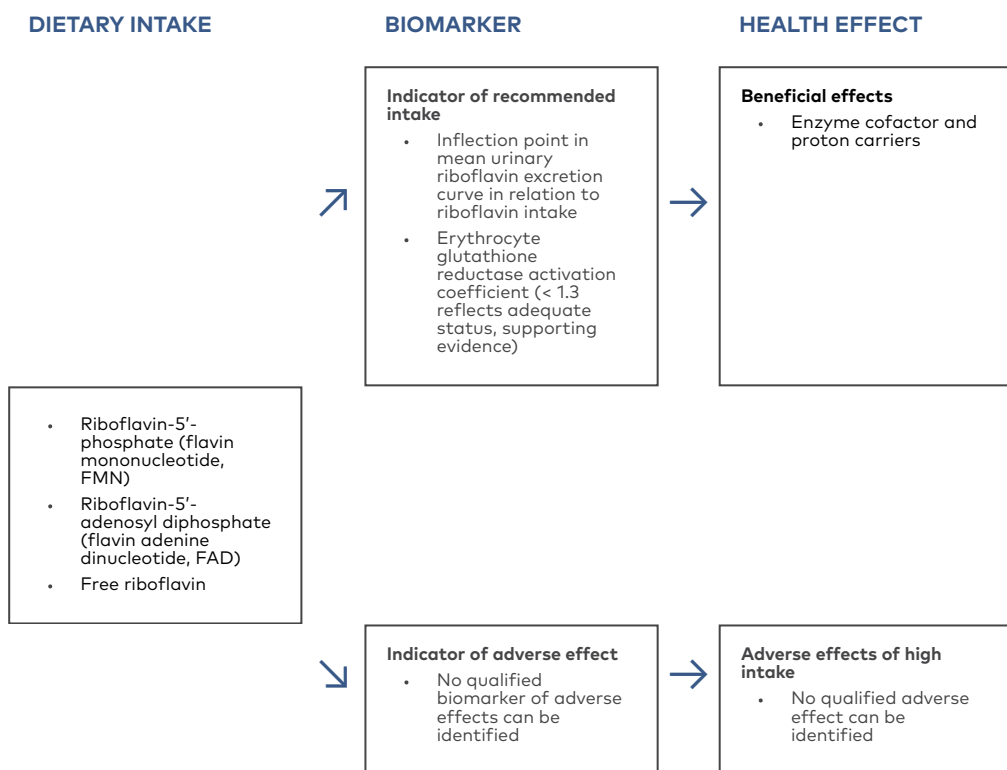 DIETARY INTAKE
BIOMARKER
HEALTH EFFECT
Indicator of recommended
intake
• Inflection point in
mean urinary
riboflavin excretion
curve in relation to
riboflavin intake
• Erythrocyte
glutathione
reductase activation
coefficient (< 1.3
reflects adequate
status, supporting
evidence)
Beneficial effects
• Enzyme cofactor and
proton carriers
• Riboflavin-5’-
phosphate (flavin
mononucleotide,
FMN)
• Riboflavin-5’-
adenosyl diphosphate
(flavin adenine
dinucleotide, FAD)
• Free riboflavin
Indicator of adverse effect
• No qualified
biomarker of adverse
effects can be
identified
Adverse effects of high
intake
• No qualified adverse
effect can be
identified